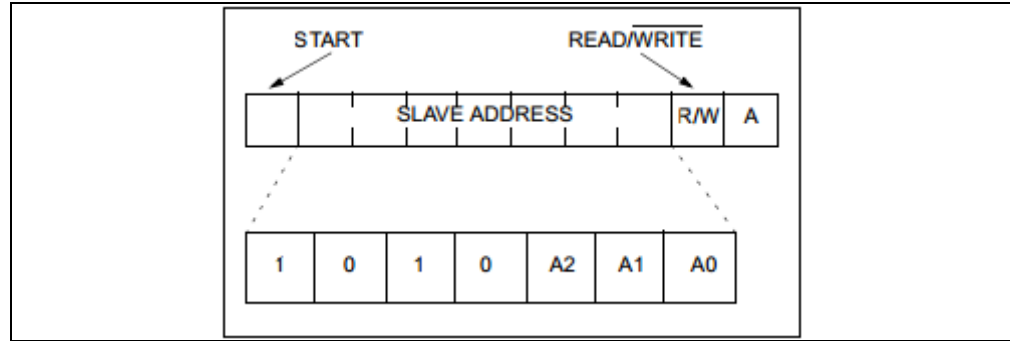 START READ/WRITE
SLAVE ADDRESS R/W A
1 0 1 0 A2 A1 A0